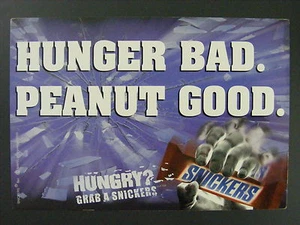 HUNGER BAD.
PEANUT GOOD.
HUNGRY?
GRAB A SNICKERS
SNICKERS